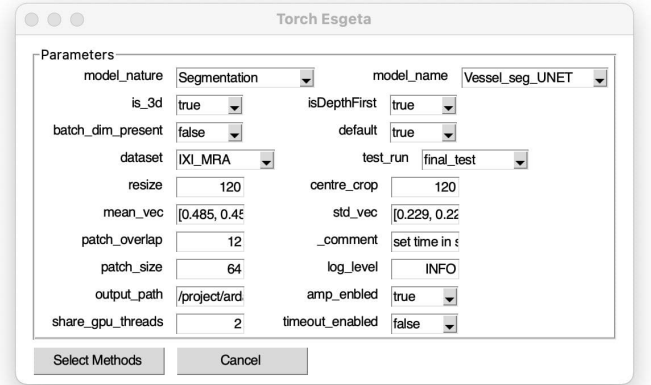 Torch Esgeta
Parameters
model_nature Segmentation model_name Vessel_seg_UNET
is_3d true isDepthFirst true
batch_dim_present false default true
dataset IXI_MRA test_run final_test
resize 120 centre_crop 120
mean_vec [0.485, 0.45 std_vec [0.229, 0.22
patch_overlap 12 _comment set time in s
patch_size 64 log_level INFO
output_path /project/ard amp_enbled true
share_gpu_threads 2 timeout_enabled false
Select Methods Cancel